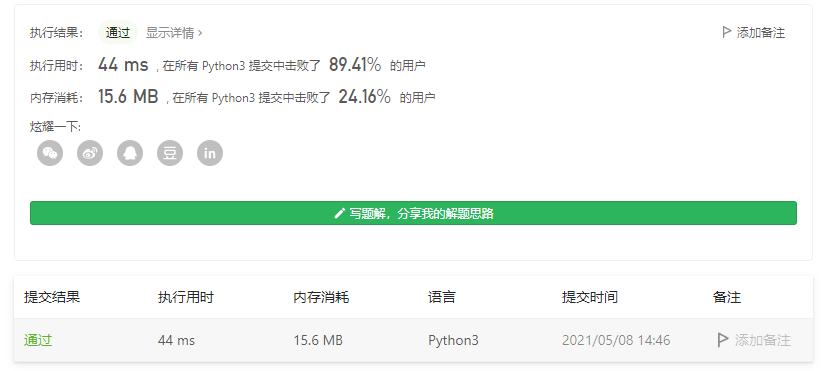 执行结果： 通过 显示详情 › 添加备注
执行用时： 44 ms , 在所有 Python3 提交中击败了 89.41% 的用户
内存消耗： 15.6 MB , 在所有 Python3 提交中击败了 24.16% 的用户
炫耀一下:
豆 in
写题解，分享我的解题思路
提交结果 执行用时 内存消耗 语言 提交时间 备注
通过 44 ms 15.6 MB Python3 2021/05/08 14:46 添加备注